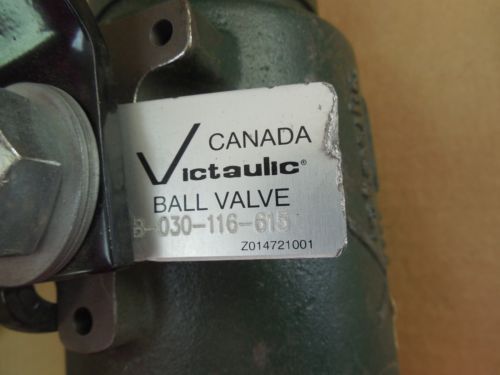 CANADA
Victaulic®
BALL VALVE
B-030-116-615
Z014721001